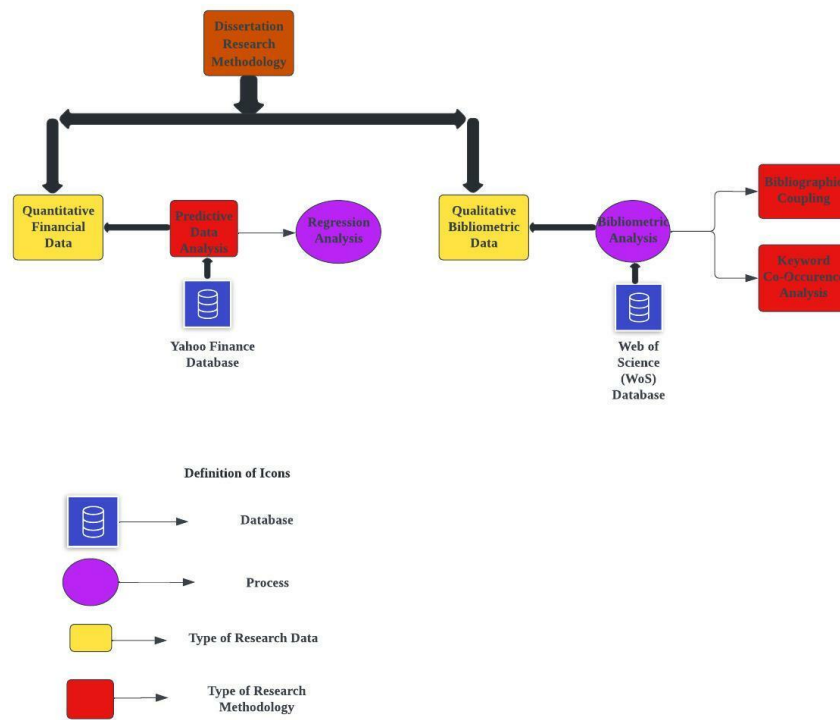 Dissertation
Research
Methodology
Quantitative
Financial
Data
Predictive
Data
Analysis
Regression
Analysis
Qualitative
Bibliometric
Data
Bibliometric
Analysis
Bibliographic
Coupling
Keyword
Co-Occurence
Analysis
Yahoo Finance
Database
Web of
Science
(WoS)
Database
Definition of Icons
Database
Process
Type of Research Data
Type of Research
Methodology